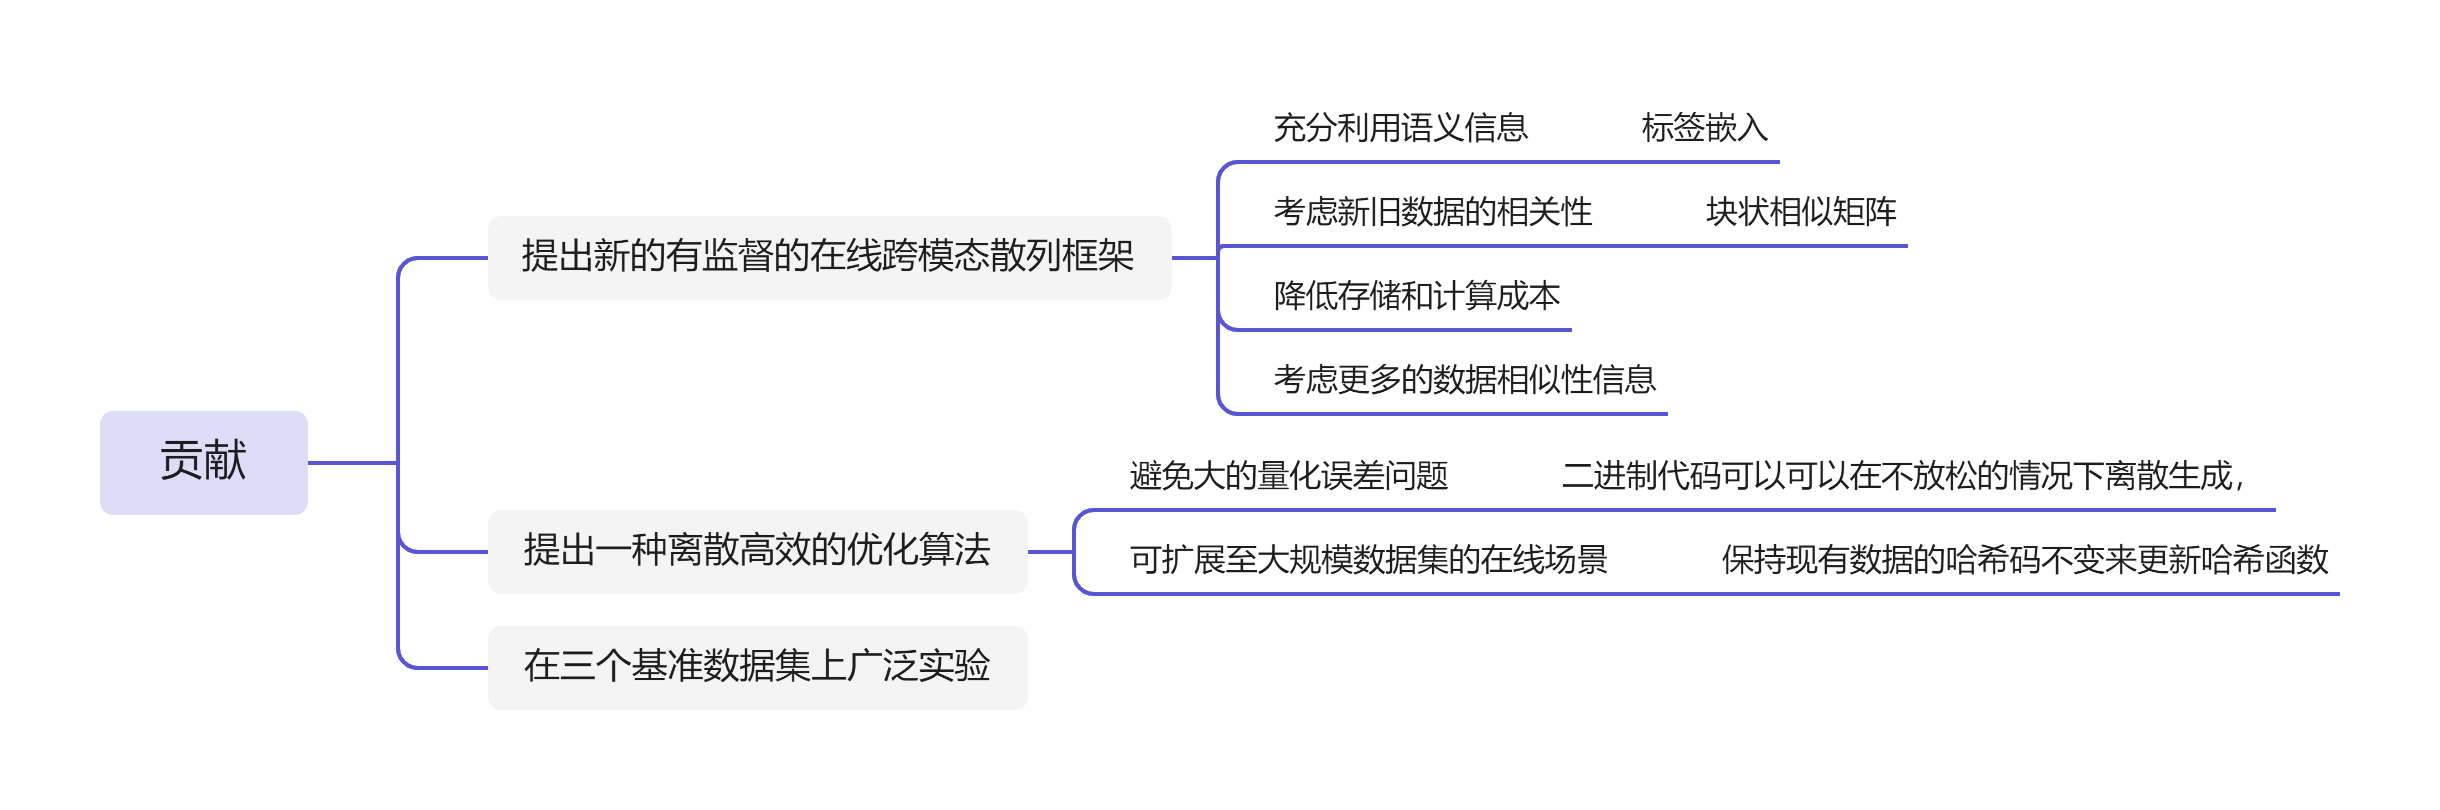 贡献
提出新的有监督的在线跨模态散列框架
充分利用语义信息 标签嵌入
考虑新旧数据的相关性 块状相似矩阵
降低存储和计算成本
考虑更多的数据相似性信息
提出一种离散高效的优化算法
避免大的量化误差问题 二进制代码可以可以在不放松的情况下离散生成，
可扩展至大规模数据集的在线场景 保持现有数据的哈希码不变来更新哈希函数
在三个基准数据集上广泛实验